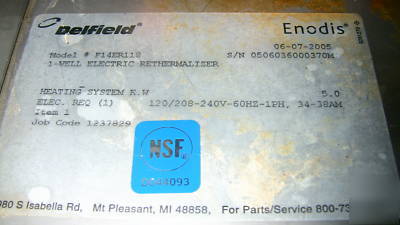 Delfield® Enodis®
06-07-2005
Model # F14ER118 S/N 0506036000370M
1-WELL ELECTRIC RETHERMALISER
HEATING SYSTEM K.W 5.0
ELEC. REQ (1) 120/208-240V-60HZ-1PH, 34-38AM
Item 1
Job Code 1237829
NSF®
980 S Isabella Rd, Mt Pleasant, MI 48858, For Parts/Service 800-73